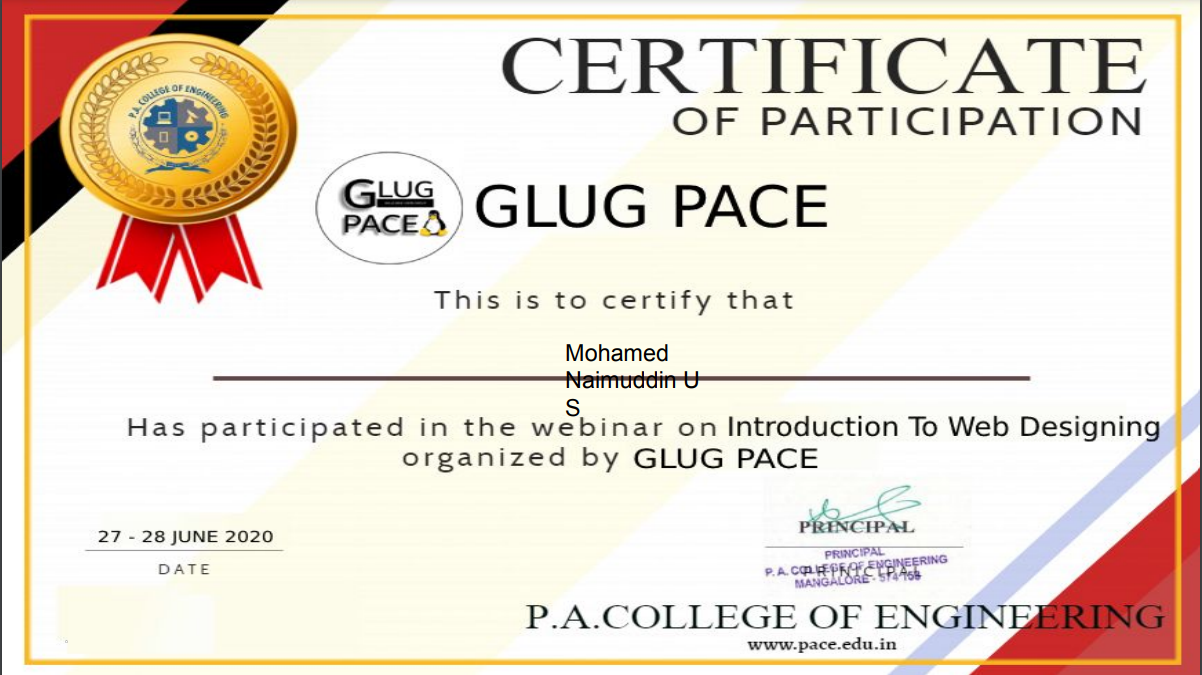 CERTIFICATE
OF PARTICIPATION
P.A. COLLEGE OF ENGINEERING
GLUG
PACE
GLUG PACE
This is to certify that
Mohamed
Naimuddin U
S
Has participated in the webinar on Introduction To Web Designing
organized by GLUG PACE
27 - 28 JUNE 2020
DATE
PRINCIPAL
PRINCIPAL
P. A. COLLEGE OF ENGINEERING
PRINICIPAL
MANGALORE - 574 153
P.A.COLLEGE OF ENGINEERING
www.pace.edu.in